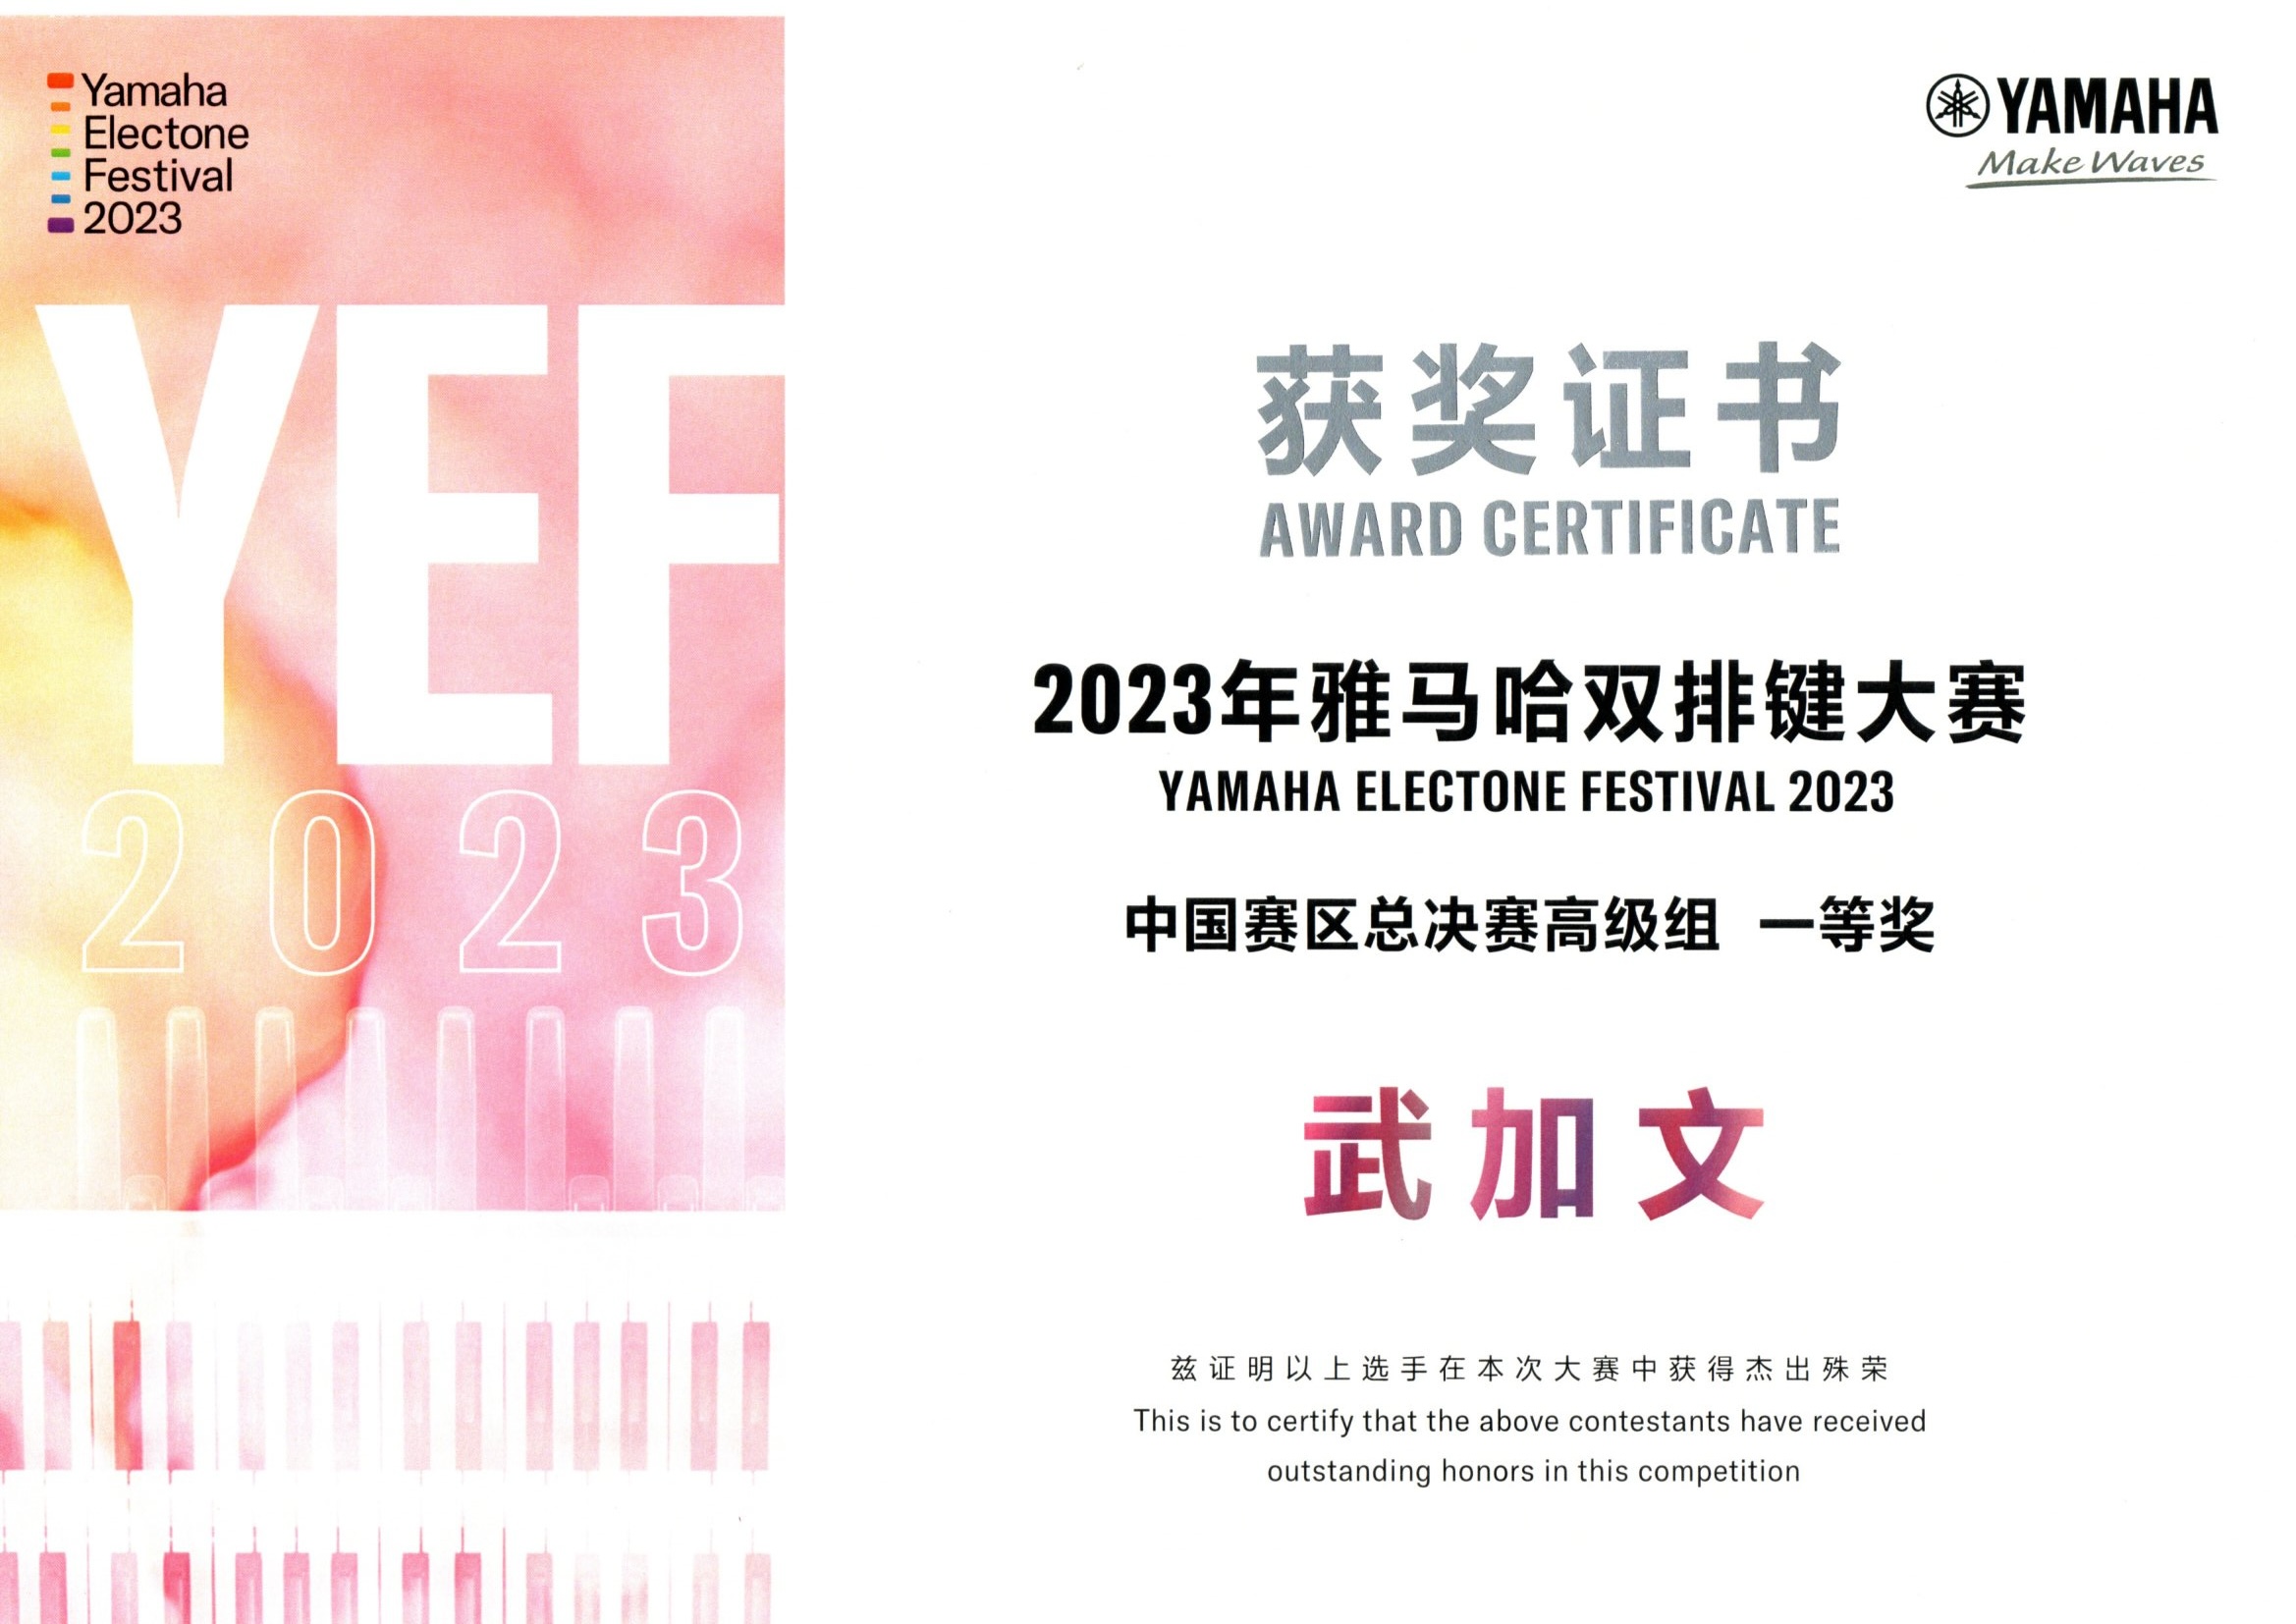 Yamaha
Electone
Festival
2023
YEF
2023
YAMAHA
Make Waves
获奖证书
AWARD CERTIFICATE
2023年雅马哈双排键大赛
YAMAHA ELECTONE FESTIVAL 2023
中国赛区总决赛高级组 一等奖
武加文
兹证明以上选手在本次大赛中获得杰出殊荣
This is to certify that the above contestants have received
outstanding honors in this competition